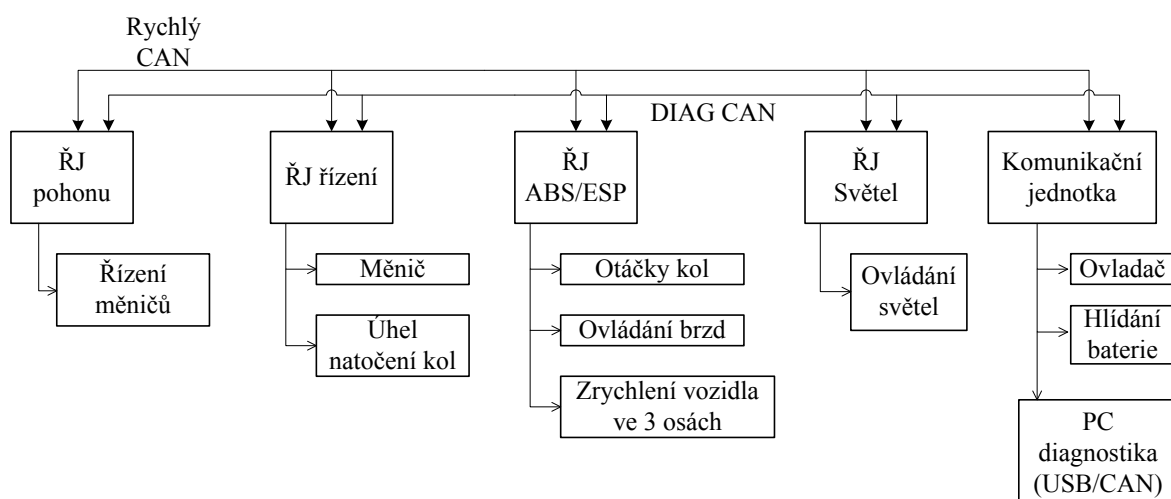 Rychlý
CAN
DIAG CAN
ŘJ
pohonu
ŘJ řízení
ŘJ
ABS/ESP
ŘJ
Světel
Komunikační
jednotka
Řízení
měničů
Měnič
Úhel
natočení kol
Otáčky kol
Ovládání brzd
Zrychlení vozidla
ve 3 osách
Ovládání
světel
Ovladač
Hlídání
baterie
PC
diagnostika
(USB/CAN)